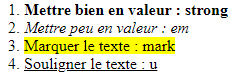 1. Mettre bien en valeur : strong
2. Mettre peu en valeur : em
3. Marquer le texte : mark
4. Souligner le texte : u